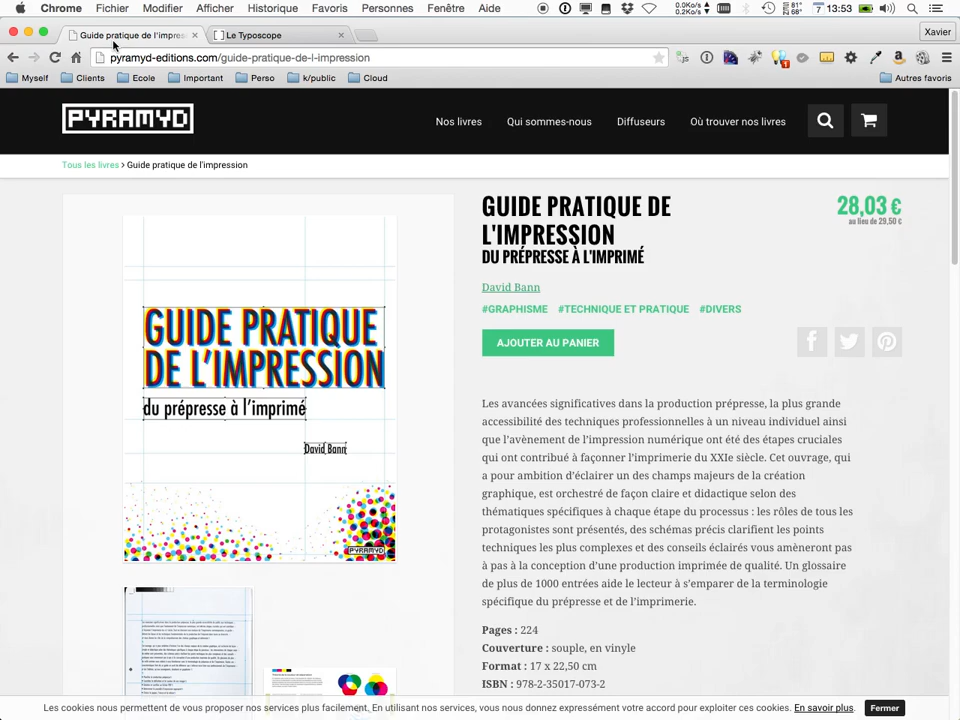 Chrome Fichier Modifier Afficher Historique Favoris Personnes Fenêtre Aide
0.0Ko/s 81° 13:53
0.2Ko/s 68°
Guide pratique de l'impres Le Typoscope Xavier
pyramyd-editions.com/guide-pratique-de-l-impression
Myself Clients Ecole Important Perso k/public Cloud Autres favoris
PYRAMYD
Nos livres Qui sommes-nous Diffuseurs Où trouver nos livres
Tous les livres > Guide pratique de l'impression
GUIDE PRATIQUE DE
L'IMPRESSION
DU PRÉPRESSE À L'IMPRIMÉ
28,03 €
au lieu de 29,50 €
David Bann
#GRAPHISME #TECHNIQUE ET PRATIQUE #DIVERS
AJOUTER AU PANIER
GUIDE PRATIQUE
DE L'IMPRESSION
du prépresse à l'imprimé
David Bann
PYRAMYD
Les avancées significatives dans la production prépresse, la plus grande
accessibilité des techniques professionnelles à un niveau individuel ainsi
que l'avènement de l'impression numérique ont été des étapes cruciales
qui ont contribué à façonner l'imprimerie du XXIe siècle. Cet ouvrage, qui
a pour ambition d'éclairer un des champs majeurs de la création
graphique, est orchestré de façon claire et didactique selon des
thématiques spécifiques à chaque étape du processus : les rôles de tous les
protagonistes sont présentés, des schémas précis clarifient les points
techniques les plus complexes et des conseils éclairés vous amèneront pas
à pas à la conception d'une production imprimée de qualité. Un glossaire
de plus de 1000 entrées aide le lecteur à s'emparer de la terminologie
spécifique du prépresse et de l'imprimerie.
Pages : 224
Couverture : souple, en vinyle
Format : 17 x 22,50 cm
ISBN : 978-2-35017-073-2
Les cookies nous permettent de vous proposer nos services plus facilement. En utilisant nos services, vous nous donnez expressément votre accord pour exploiter ces cookies. En savoir plus. Fermer